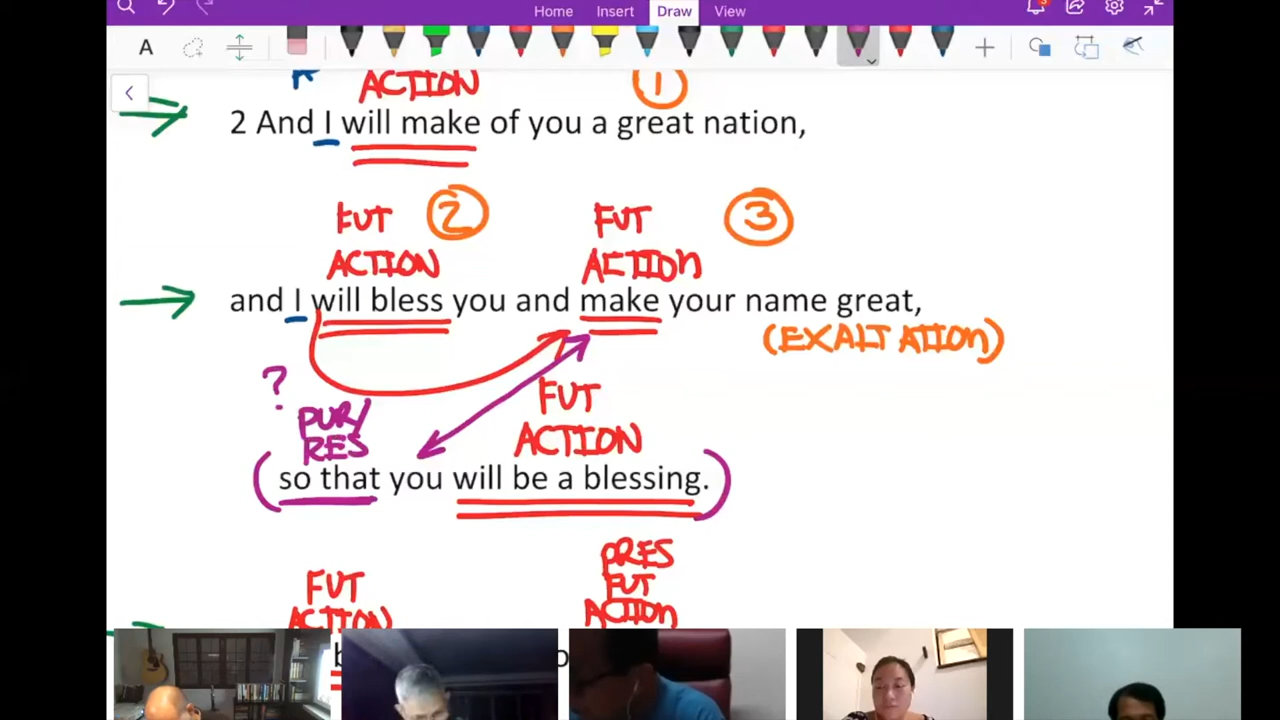 Home Insert Draw View
A
ACTION 1
2 And I will make of you a great nation,
FUT 2 FUT 3
ACTION ACTION
and I will bless you and make your name great,
(EXALTATION)
?
PUR/ FUT
RES ACTION
(so that you will be a blessing.)
PRES
FUT FUT
ACTION ACTION